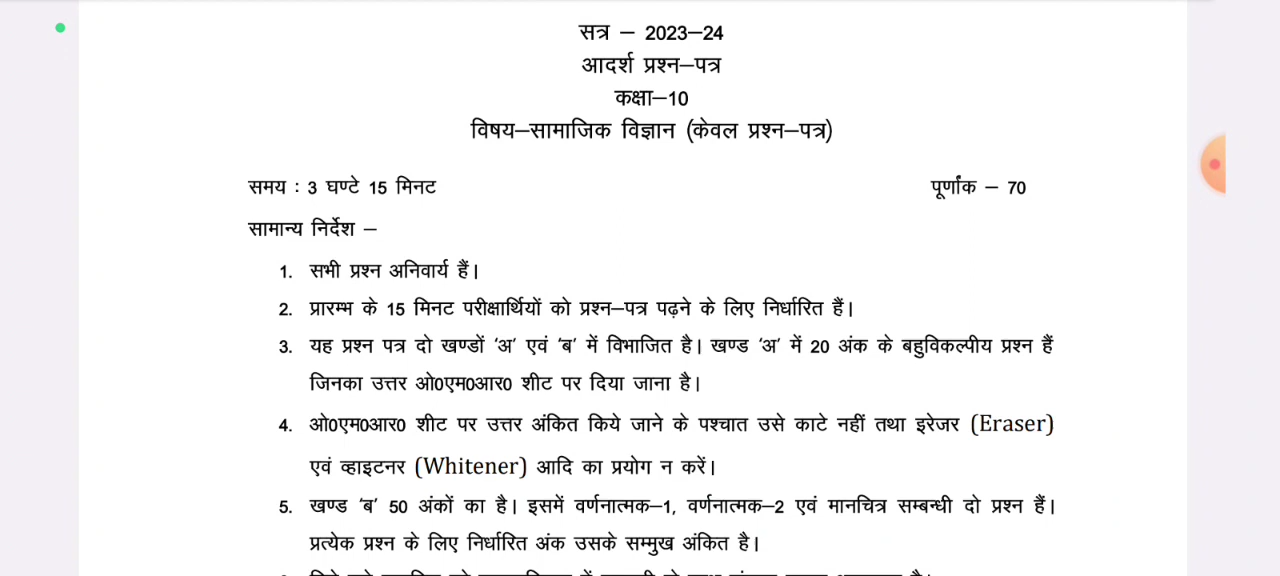 सत्र – 2023–24
आदर्श प्रश्न–पत्र
कक्षा–10
विषय–सामाजिक विज्ञान (केवल प्रश्न–पत्र)
समय : 3 घण्टे 15 मिनट पूर्णांक – 70
सामान्य निर्देश –
1. सभी प्रश्न अनिवार्य हैं।
2. प्रारम्भ के 15 मिनट परीक्षार्थियों को प्रश्न–पत्र पढ़ने के लिए निर्धारित हैं।
3. यह प्रश्न पत्र दो खण्डों ‘अ’ एवं ‘ब’ में विभाजित है। खण्ड ‘अ’ में 20 अंक के बहुविकल्पीय प्रश्न हैं
जिनका उत्तर ओ0एम0आर0 शीट पर दिया जाना है।
4. ओ0एम0आर0 शीट पर उत्तर अंकित किये जाने के पश्चात उसे काटे नहीं तथा इरेजर (Eraser)
एवं व्हाइटनर (Whitener) आदि का प्रयोग न करें।
5. खण्ड ‘ब’ 50 अंकों का है। इसमें वर्णनात्मक–1, वर्णनात्मक–2 एवं मानचित्र सम्बन्धी दो प्रश्न हैं।
प्रत्येक प्रश्न के लिए निर्धारित अंक उसके सम्मुख अंकित है।